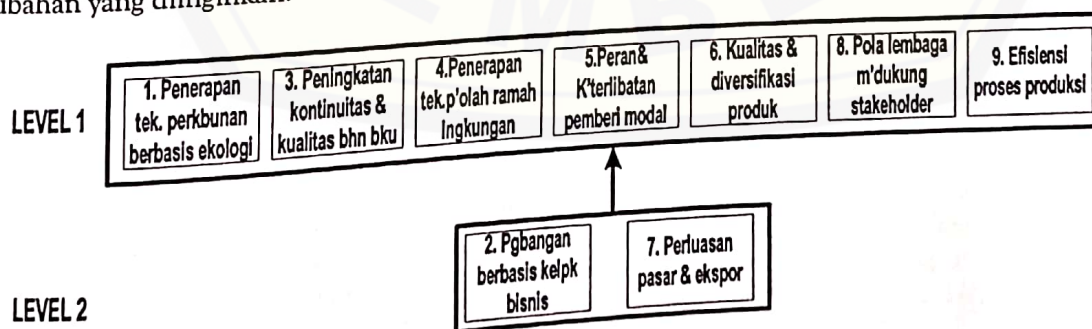 yang
LEVEL 1
1. Penerapan
tek. perkbunan
berbasis ekologi
3. Peningkatan
kontinuitas &
kualitas bhn bku
4.Penerapan
tek.p'olah ramah
lngkungan
5.Peran&
K'terlibatan
pemberi modal
6. Kualitas &
diversifikasi
produk
8. Pola lembaga
m'dukung
stakeholder
9. Efislensi
proses produksi
LEVEL 2
2. Pgbangan
berbasis kelpk
bisnis
7. Perluasan
pasar & ekspor